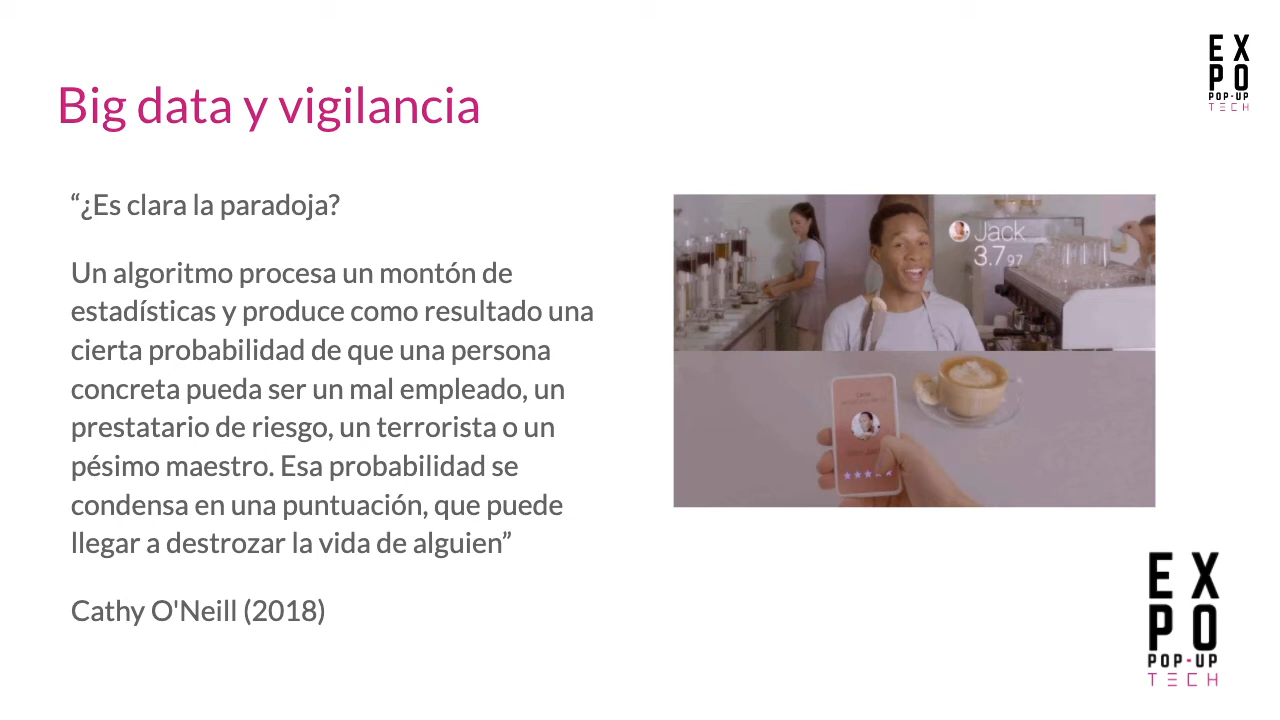 Big data y vigilancia
EX
PO
POP-UP
TECH
“¿Es clara la paradoja?
Un algoritmo procesa un montón de
estadísticas y produce como resultado una
cierta probabilidad de que una persona
concreta pueda ser un mal empleado, un
prestatario de riesgo, un terrorista o un
pésimo maestro. Esa probabilidad se
condensa en una puntuación, que puede
llegar a destrozar la vida de alguien”
Cathy O'Neill (2018)
Jack
3.797
EX
PO
POP-UP
TECH